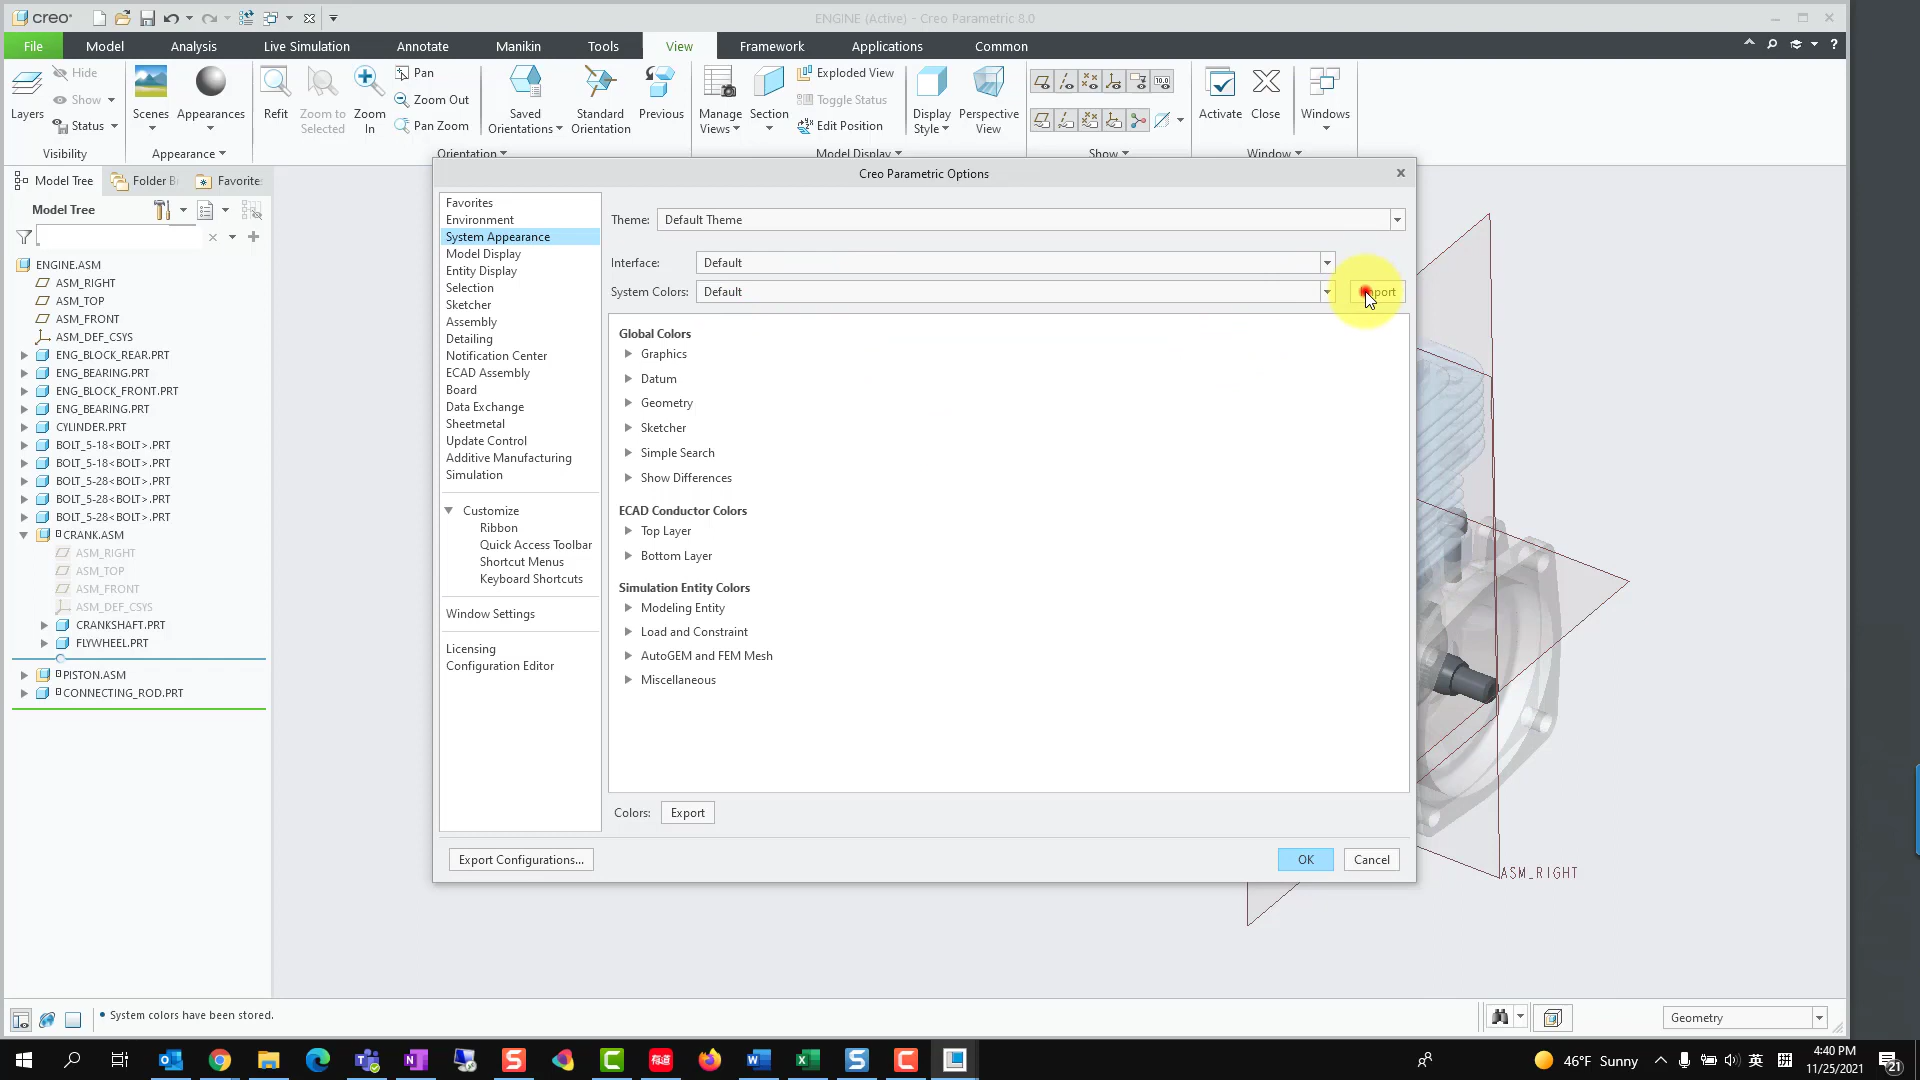 creo
ENGINE (Active) - Creo Parametric 8.0
File Model Analysis Live Simulation Annotate Manikin Tools View Framework Applications Common
Hide
Show
Status
Layers
Scenes
Appearances
Refit
Zoom to Selected
Zoom In
Pan
Zoom Out
Pan Zoom
Saved Orientations
Standard Orientation
Previous
Manage Views
Section
Exploded View
Toggle Status
Edit Position
Display Style
Perspective View
10.0
Activate
Close
Windows
Visibility Appearance Orientation Model Display Show Window
Model Tree Folder B Favorite
Model Tree
ENGINE.ASM
ASM_RIGHT
ASM_TOP
ASM_FRONT
ASM_DEF_CSYS
ENG_BLOCK_REAR.PRT
ENG_BEARING.PRT
ENG_BLOCK_FRONT.PRT
ENG_BEARING.PRT
CYLINDER.PRT
BOLT_5-18<BOLT>.PRT
BOLT_5-18<BOLT>.PRT
BOLT_5-28<BOLT>.PRT
BOLT_5-28<BOLT>.PRT
BOLT_5-28<BOLT>.PRT
CRANK.ASM
ASM_RIGHT
ASM_TOP
ASM_FRONT
ASM_DEF_CSYS
CRANKSHAFT.PRT
FLYWHEEL.PRT
PISTON.ASM
CONNECTING_ROD.PRT
Creo Parametric Options
Favorites
Environment
System Appearance
Model Display
Entity Display
Selection
Sketcher
Assembly
Detailing
Notification Center
ECAD Assembly
Board
Data Exchange
Sheetmetal
Update Control
Additive Manufacturing
Simulation
Customize
Ribbon
Quick Access Toolbar
Shortcut Menus
Keyboard Shortcuts
Window Settings
Licensing
Configuration Editor
Theme: Default Theme
Interface: Default
System Colors: Default
Global Colors
Graphics
Datum
Geometry
Sketcher
Simple Search
Show Differences
ECAD Conductor Colors
Top Layer
Bottom Layer
Simulation Entity Colors
Modeling Entity
Load and Constraint
AutoGEM and FEM Mesh
Miscellaneous
Colors: Export
Export Configurations...
OK Cancel
ASM_RIGHT
• System colors have been stored.
Geometry
有道
46°F Sunny
英
拼
4:40 PM
11/25/2021
21